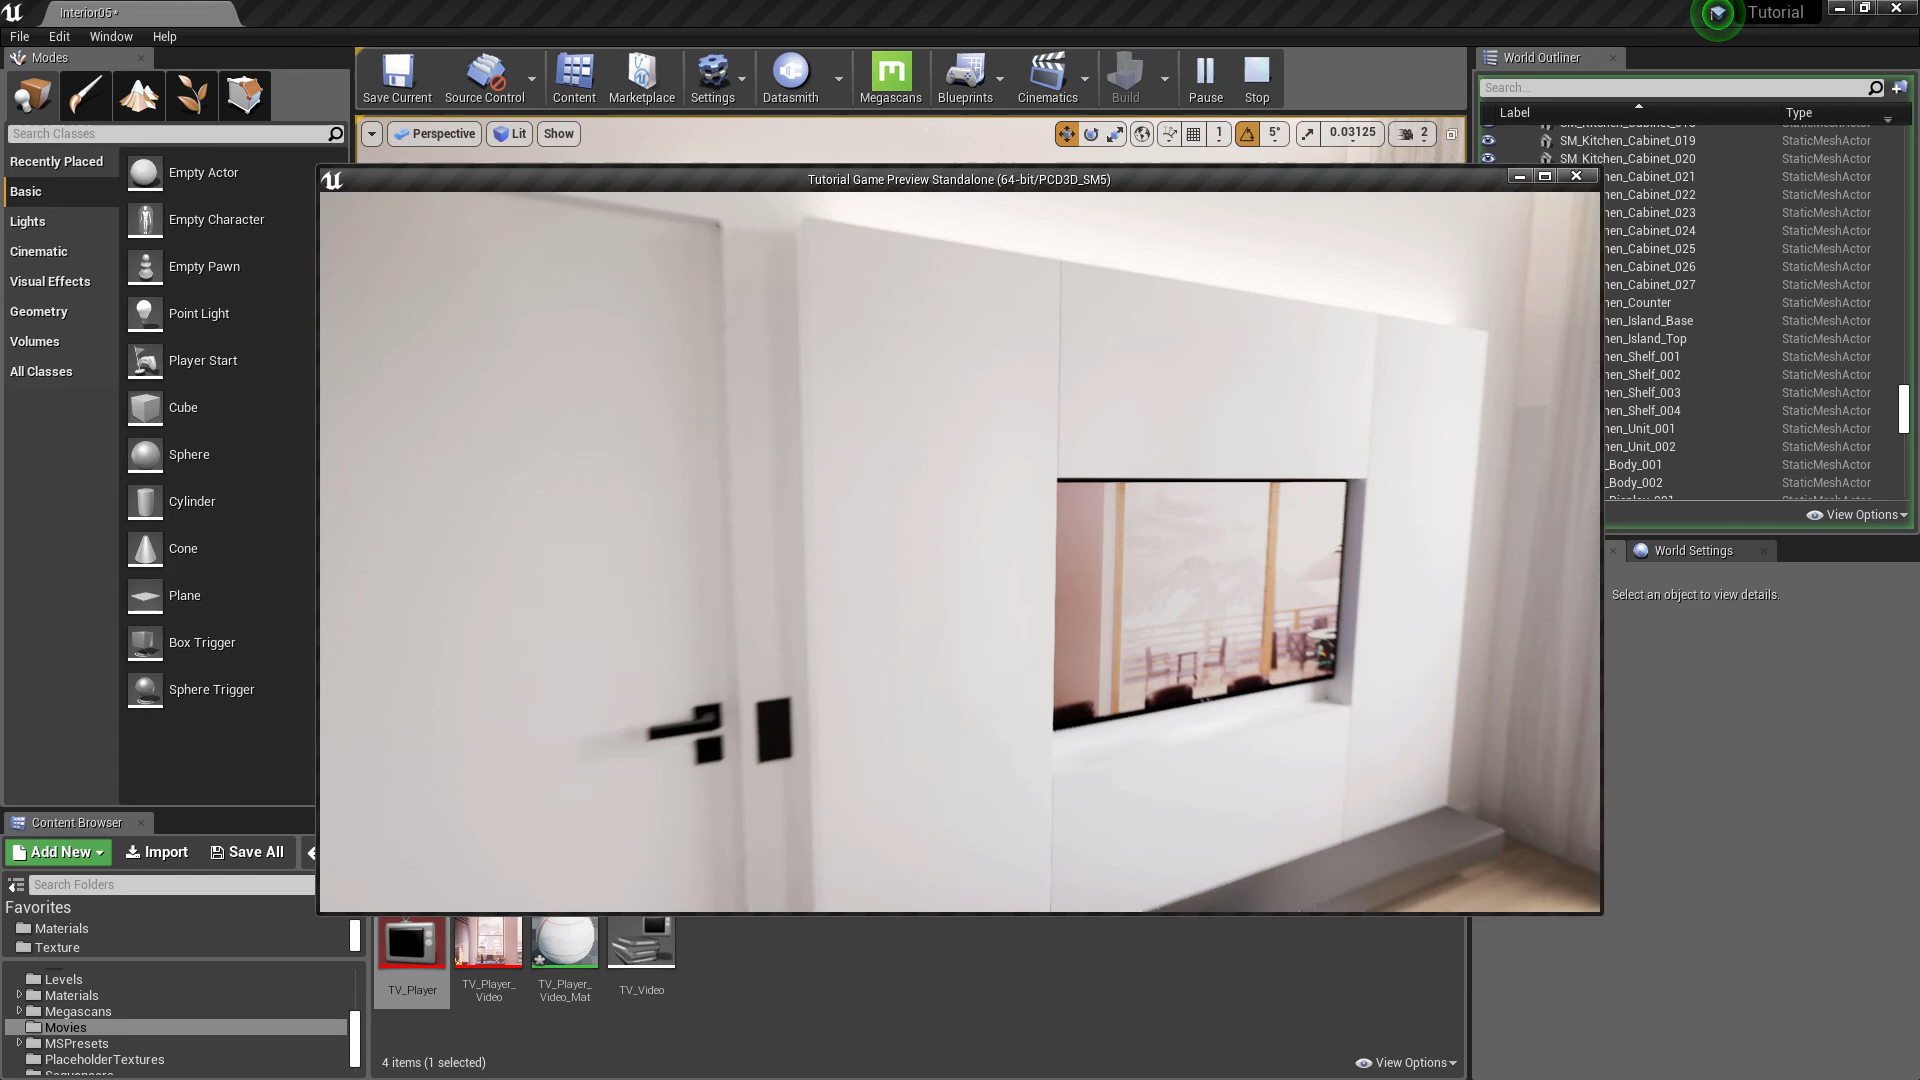 Interior05*
Tutorial
File
Edit
Window
Help
Modes
Search Classes
Recently Placed
Basic
Lights
Cinematic
Visual Effects
Geometry
Volumes
All Classes
Empty Actor
Empty Character
Empty Pawn
Point Light
Player Start
Cube
Sphere
Cylinder
Cone
Plane
Box Trigger
Sphere Trigger
Save Current
Source Control
Content
Marketplace
Settings
Datasmith
Megascans
Blueprints
Cinematics
Build
Pause
Stop
Perspective
Lit
Show
1
5°
0.03125
2
Tutorial Game Preview Standalone (64-bit/PCD3D_SM5)
World Outliner
Search...
Label
Type
SM_Kitchen_Cabinet_019 StaticMeshActor
SM_Kitchen_Cabinet_020 StaticMeshActor
hen_Cabinet_021 StaticMeshActor
hen_Cabinet_022 StaticMeshActor
hen_Cabinet_023 StaticMeshActor
hen_Cabinet_024 StaticMeshActor
hen_Cabinet_025 StaticMeshActor
hen_Cabinet_026 StaticMeshActor
hen_Cabinet_027 StaticMeshActor
hen_Counter StaticMeshActor
hen_Island_Base StaticMeshActor
hen_Island_Top StaticMeshActor
hen_Shelf_001 StaticMeshActor
hen_Shelf_002 StaticMeshActor
hen_Shelf_003 StaticMeshActor
hen_Shelf_004 StaticMeshActor
hen_Unit_001 StaticMeshActor
hen_Unit_002 StaticMeshActor
_Body_001 StaticMeshActor
_Body_002 StaticMeshActor
View Options
World Settings
Select an object to view details.
Content Browser
Add New
Import
Save All
Search Folders
Favorites
Materials
Texture
Levels
Materials
Megascans
Movies
MSPresets
PlaceholderTextures
TV_Player
TV_Player_
Video
TV_Player_
Video_Mat
TV_Video
4 items (1 selected)
View Options